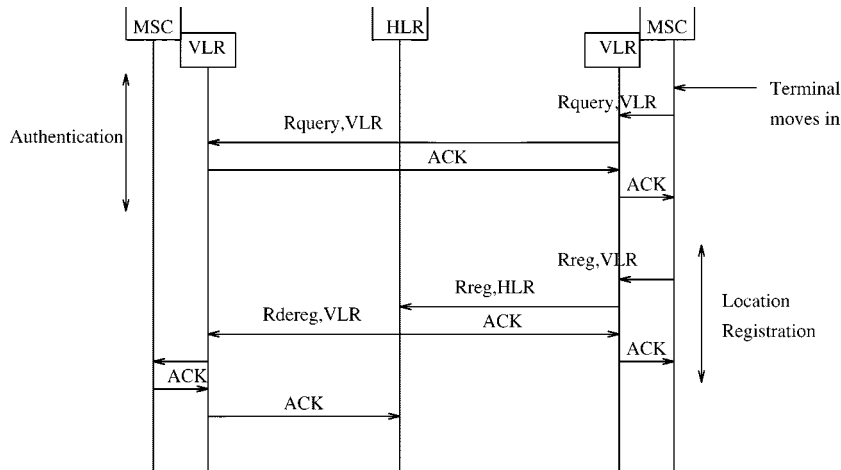 MSC
HLR
MSC
VLR
VLR
Terminal
moves in
Rquery,VLR
Rquery,VLR
Authentication
ACK
ACK
Rreg,VLR
Rreg,HLR
Location
Registration
Rdereg,VLR
ACK
ACK
ACK
ACK